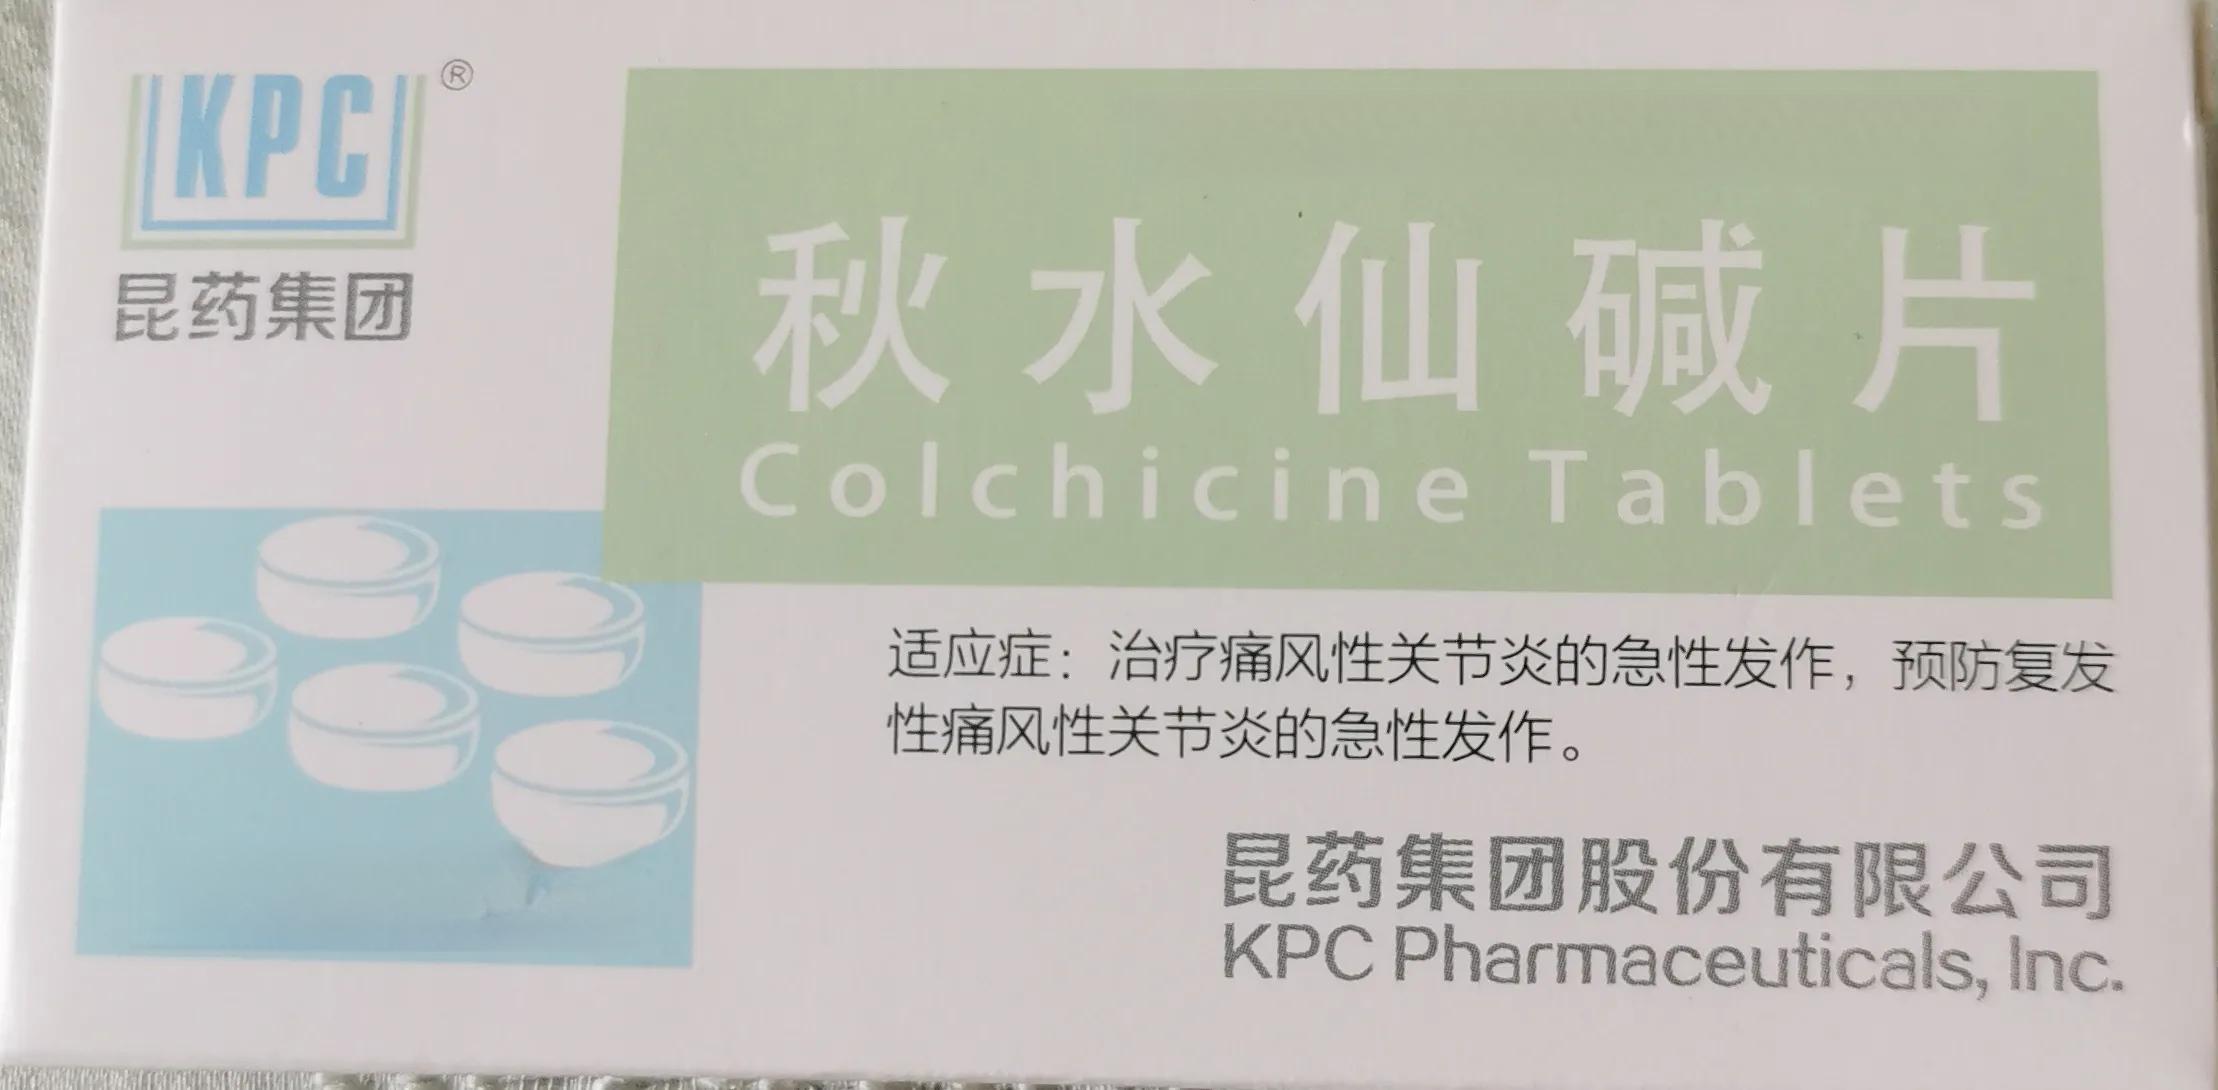 KPC®
昆药集团
秋水仙碱片
Colchicine Tablets
适应症：治疗痛风性关节炎的急性发作，预防复发
性痛风性关节炎的急性发作。
昆药集团股份有限公司
KPC Pharmaceuticals, Inc.